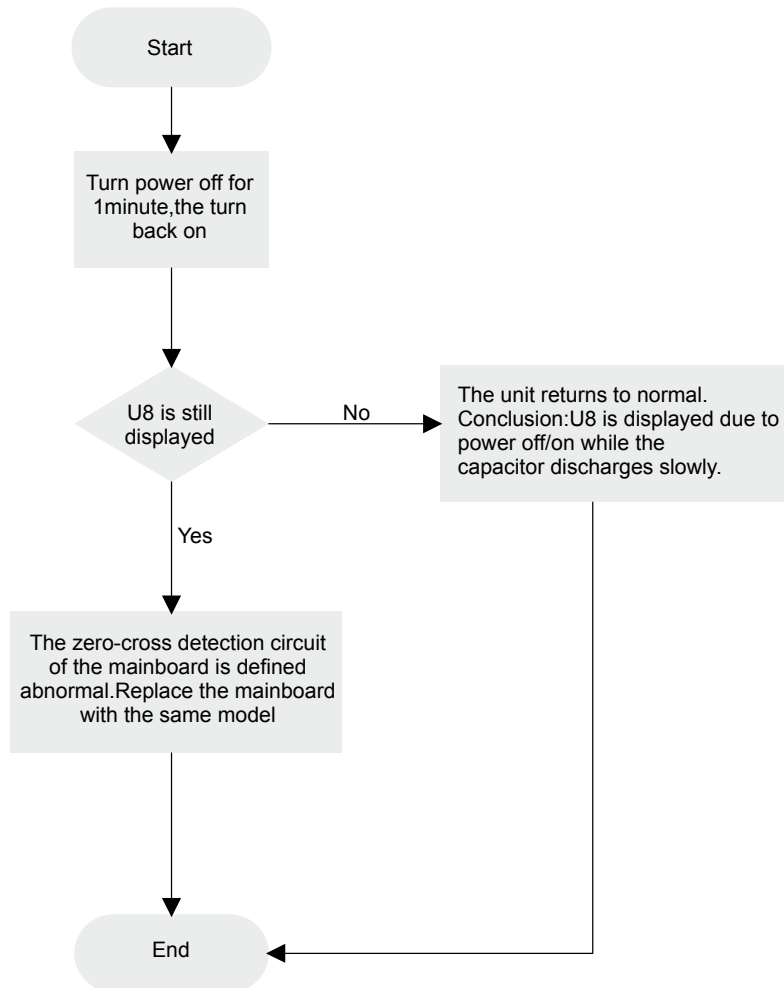 Start
Turn power off for
1minute,the turn
back on
U8 is still
displayed
No
The unit returns to normal.
Conclusion:U8 is displayed due to
power off/on while the
capacitor discharges slowly.
Yes
The zero-cross detection circuit
of the mainboard is defined
abnormal.Replace the mainboard
with the same model
End